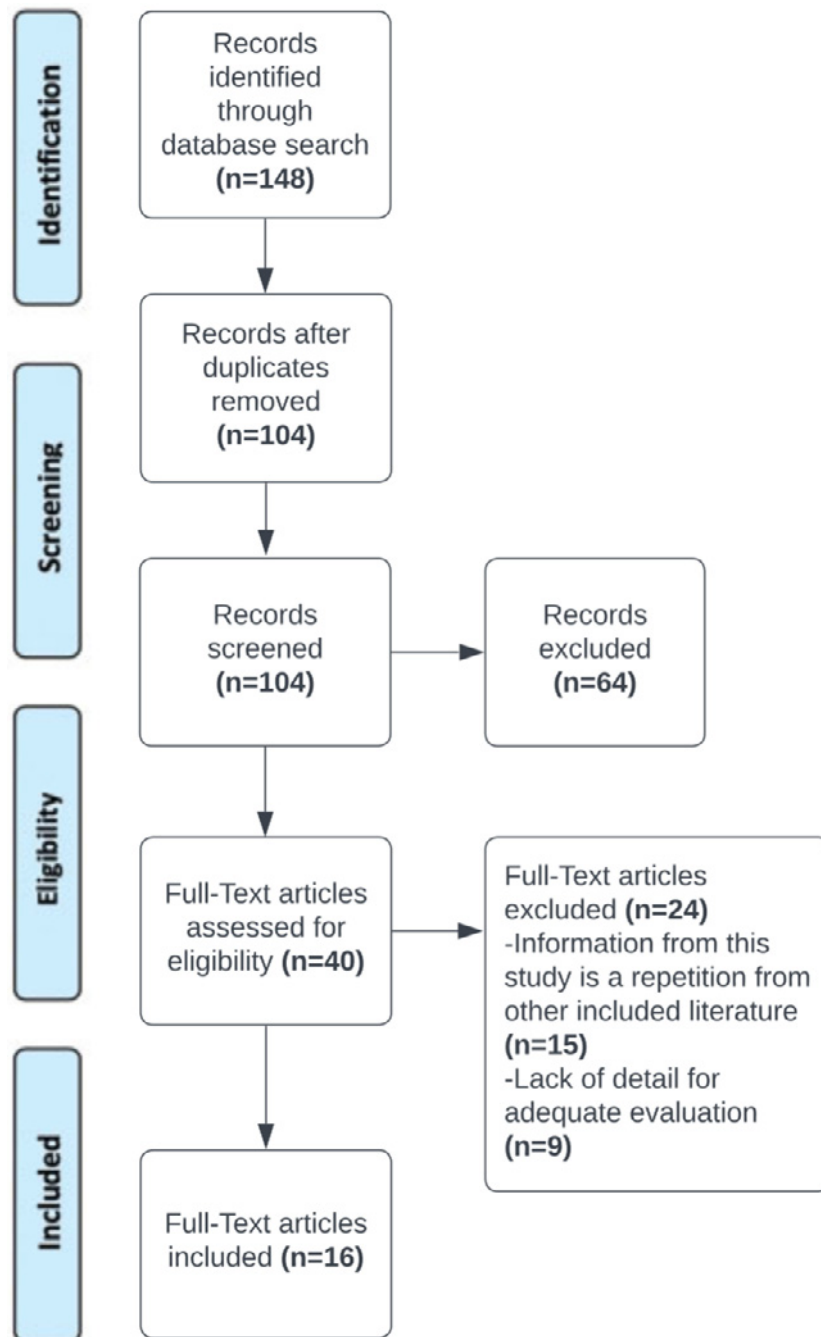 Identification
Records
identified
through
database search
(n=148)
Records after
duplicates
removed
(n=104)
Screening
Records
screened
(n=104)
Records
excluded
(n=64)
Eligibility
Full-Text articles
assessed for
eligibility (n=40)
Full-Text articles
excluded (n=24)
-Information from this
study is a repetition from
other included literature
(n=15)
-Lack of detail for
adequate evaluation
(n=9)
Included
Full-Text articles
included (n=16)